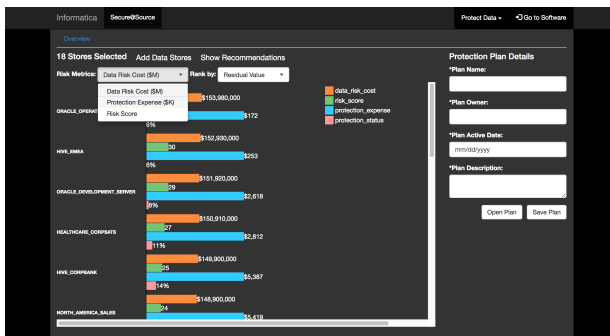 Informatica Secure@Source Protect Data Go to Software
Overview
18 Stores Selected Add Data Stores Show Recommendations
Risk Metrics: Data Risk Cost ($M) Rank by: Residual Value
Data Risk Cost ($M)
Protection Expense ($K)
Risk Score
data_risk_cost
risk_score
protection_expense
protection_status
$153,980,000
ORACLE_OPERAT
$172
6%
$152,930,000
30
HIVE_EMEA
$253
6%
$151,920,000
29
ORACLE_DEVELOPMENT_SERVER
$2,618
8%
$150,910,000
27
HEALTHCARE_CORPSATS
$2,812
11%
$149,900,000
25
HIVE_CORPBANK
$5,387
14%
$148,900,000
24
NORTH_AMERICA_SALES
$5,419
Protection Plan Details
*Plan Name:
*Plan Owner:
*Plan Active Date:
mm/dd/yyyy
*Plan Description:
Open Plan Save Plan